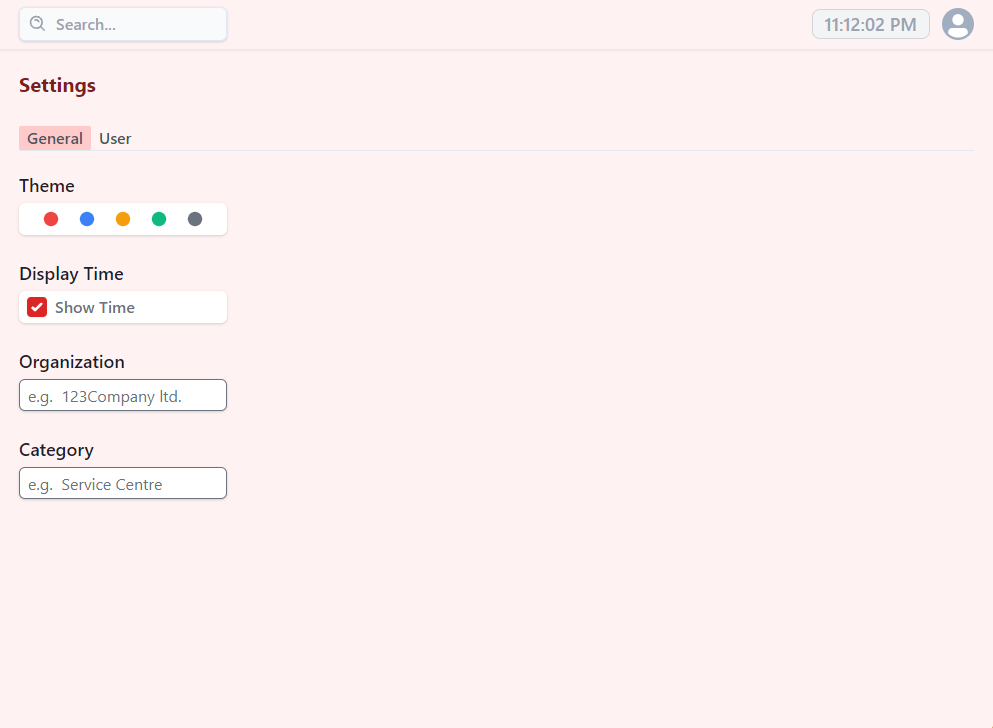 Search...
11:12:02 PM
Settings
General
User
Theme
Display Time
Show Time
Organization
e.g. 123Company ltd.
Category
e.g. Service Centre